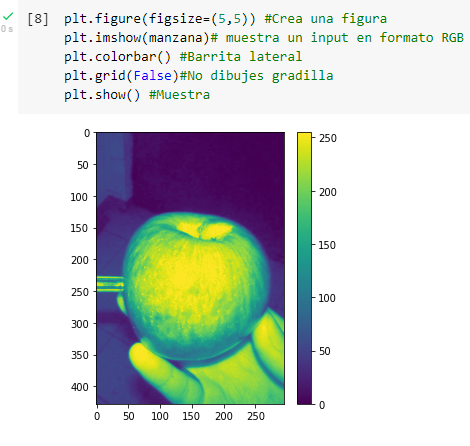 [8] plt.figure(figsize=(5,5)) #Crea una figura
0 s
plt.imshow(manzana)# muestra un input en formato RGB
plt.colorbar() #Barrita lateral
plt.grid(False)#No dibujes gradilla
plt.show() #Muestra
0
50
100
150
200
250
300
350
400
0 50 100 150 200 250
250
200
150
100
50
0